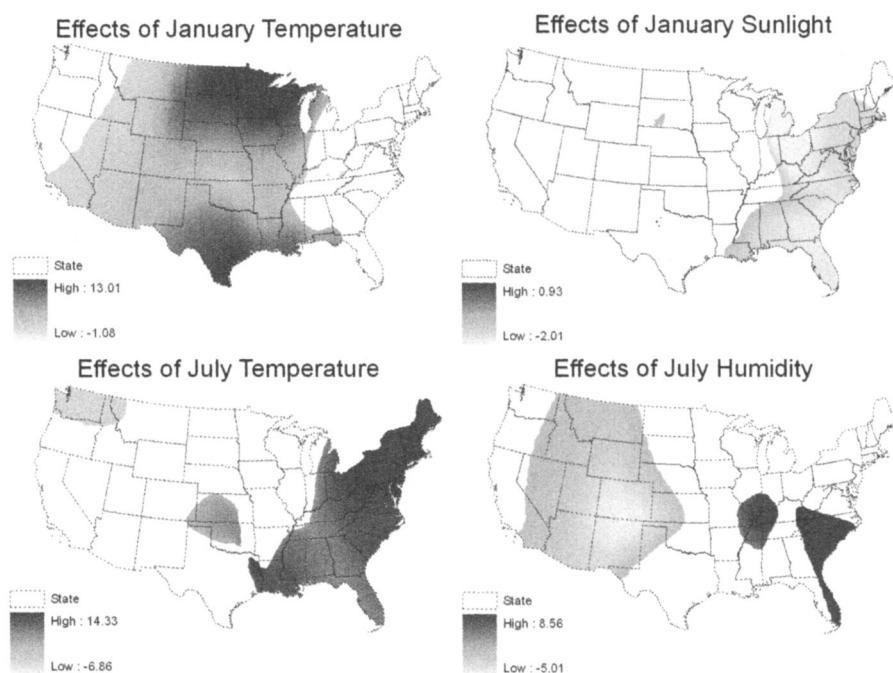 Effects of January Temperature
State
High : 13.01
Low : -1.08
Effects of January Sunlight
State
High : 0.93
Low : -2.01
Effects of July Temperature
State
High : 14.33
Low : -6.86
Effects of July Humidity
State
High : 8.56
Low : -5.01